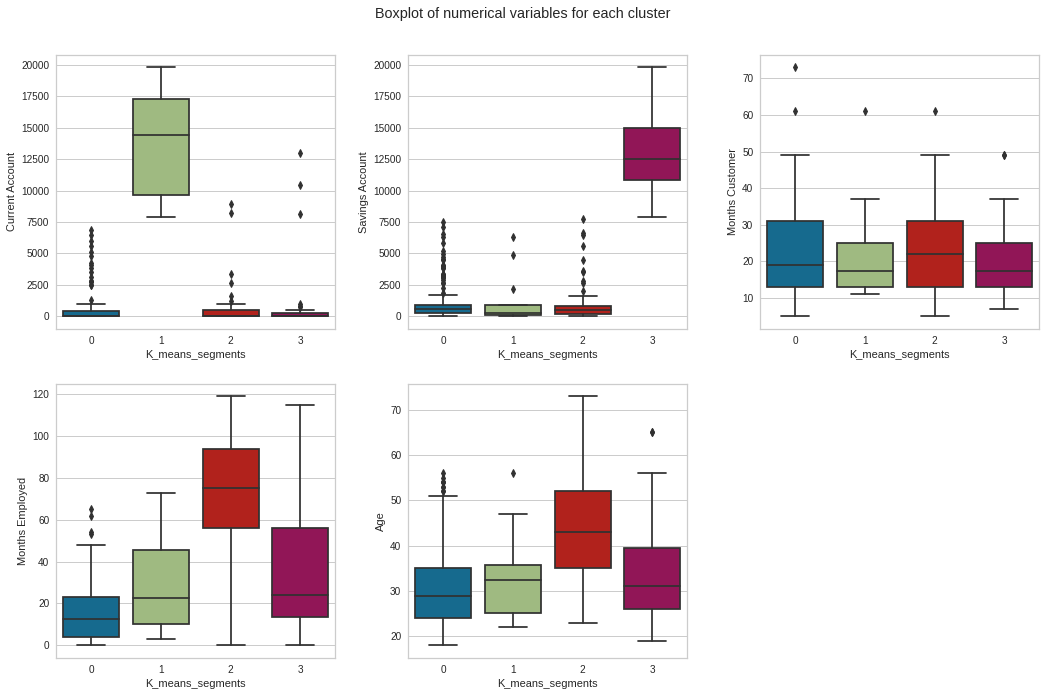 Boxplot of numerical variables for each cluster
Current Account
20000
17500
15000
12500
10000
7500
5000
2500
0
0 1 2 3
K_means_segments
Savings Account
20000
17500
15000
12500
10000
7500
5000
2500
0
0 1 2 3
K_means_segments
Months Customer
70
60
50
40
30
20
10
0 1 2 3
K_means_segments
Months Employed
120
100
80
60
40
20
0
0 1 2 3
K_means_segments
Age
70
60
50
40
30
20
0 1 2 3
K_means_segments